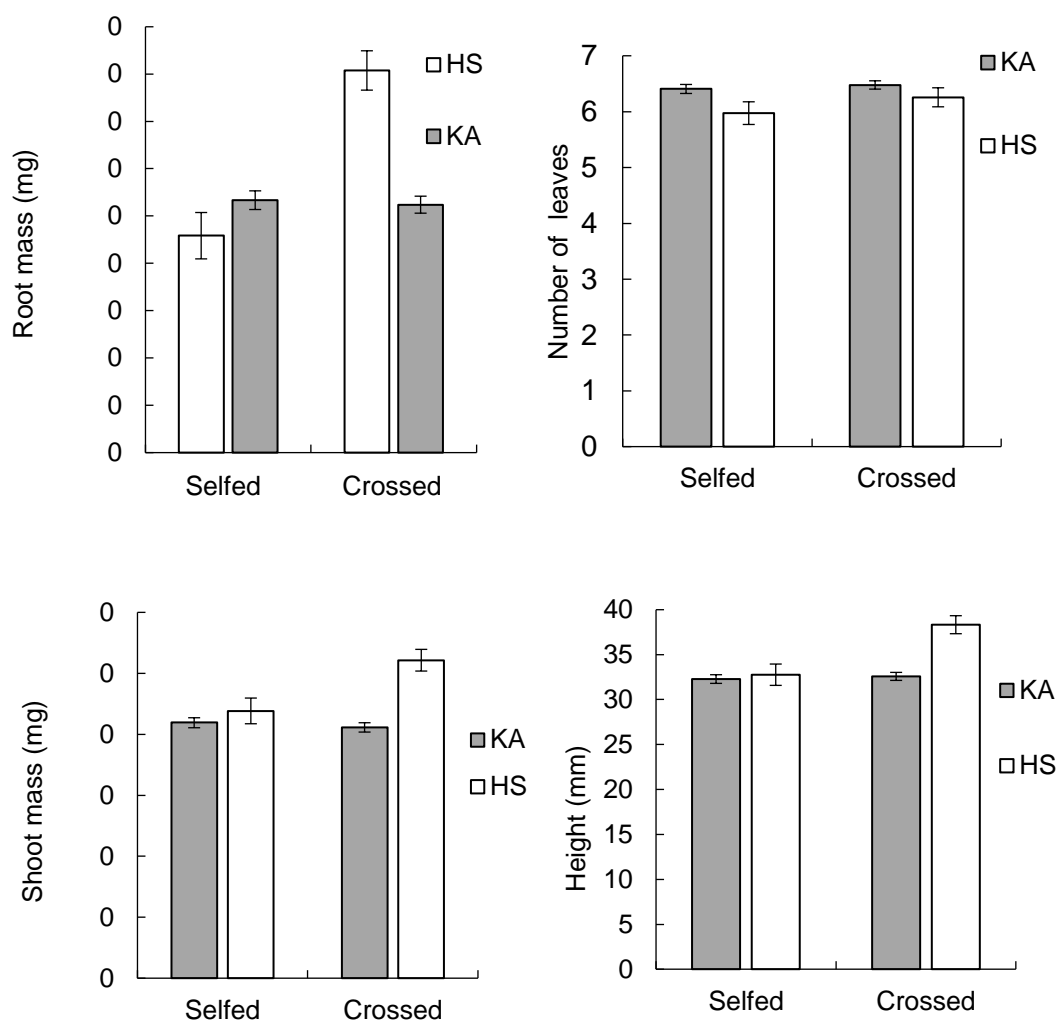 Root mass (mg)
0
0
0
0
0
0
0
0
0
0
Selfed
Crossed
HS
KA
Number of leaves
7
6
5
4
3
2
1
0
Selfed
Crossed
KA
HS
Shoot mass (mg)
0
0
0
0
0
0
0
Selfed
Crossed
KA
HS
Height (mm)
40
35
30
25
20
15
10
5
0
Selfed
Crossed
KA
HS